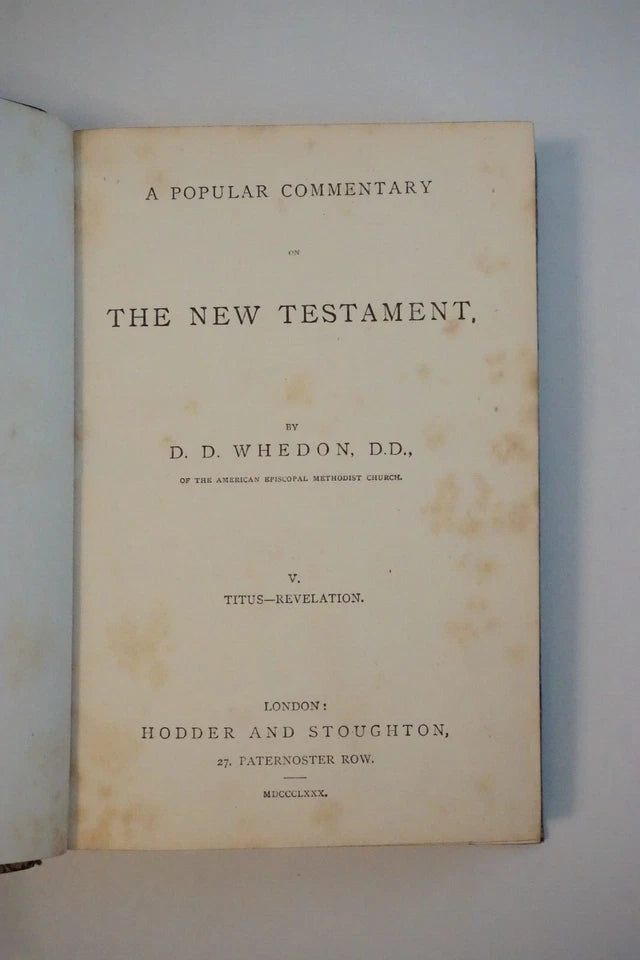 A POPULAR COMMENTARY
ON
THE NEW TESTAMENT.
BY
D. D. WHEDON, D.D.,
OF THE AMERICAN EPISCOPAL METHODIST CHURCH.
V.
TITUS—REVELATION.
LONDON:
HODDER AND STOUGHTON,
27, PATERNOSTER ROW.
MDCCCLXXX.